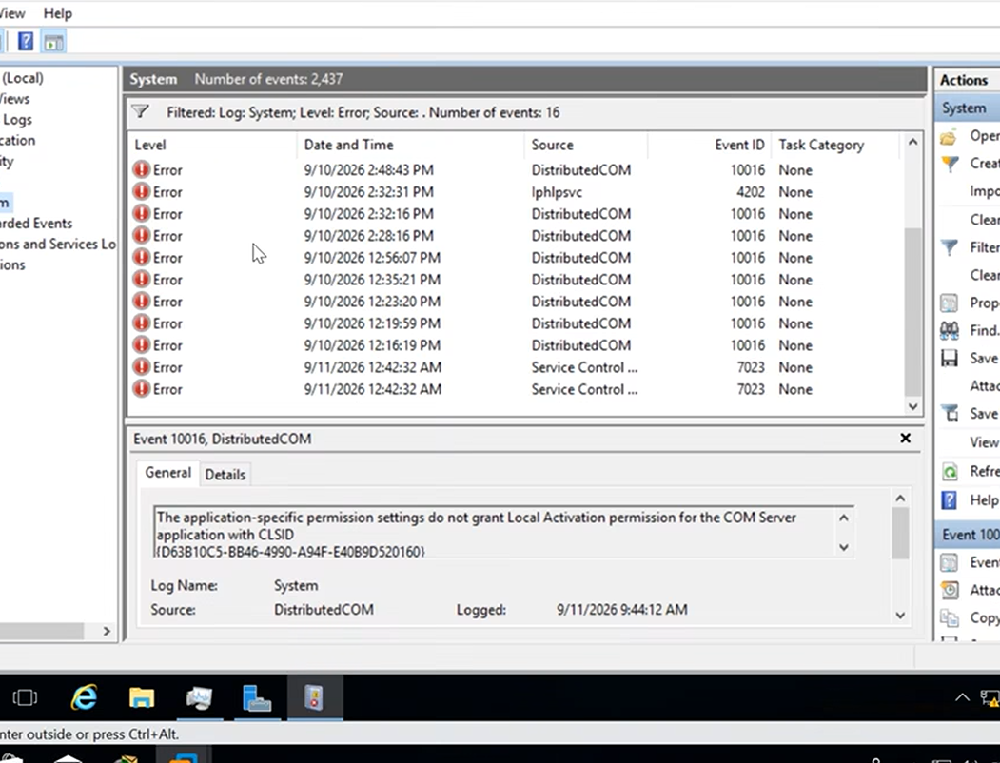 View Help
(Local)
Views
Logs
cation
ity
m
arded Events
ons and Services Lo
ions
System Number of events: 2,437
Filtered: Log: System; Level: Error; Source: . Number of events: 16
Level Date and Time Source Event ID Task Category
Error 9/10/2026 2:48:43 PM DistributedCOM 10016 None
Error 9/10/2026 2:32:31 PM Iphlpsvc 4202 None
Error 9/10/2026 2:32:16 PM DistributedCOM 10016 None
Error 9/10/2026 2:28:16 PM DistributedCOM 10016 None
Error 9/10/2026 12:56:07 PM DistributedCOM 10016 None
Error 9/10/2026 12:35:21 PM DistributedCOM 10016 None
Error 9/10/2026 12:23:20 PM DistributedCOM 10016 None
Error 9/10/2026 12:19:59 PM DistributedCOM 10016 None
Error 9/10/2026 12:16:19 PM DistributedCOM 10016 None
Error 9/11/2026 12:42:32 AM Service Control ... 7023 None
Error 9/11/2026 12:42:32 AM Service Control ... 7023 None
Event 10016, DistributedCOM
General Details
The application-specific permission settings do not grant Local Activation permission for the COM Server
application with CLSID
{D63B10C5-BB46-4990-A94F-E40B9D520160}
Log Name: System
Source: DistributedCOM Logged: 9/11/2026 9:44:12 AM
Actions
System
Oper
Creat
Impo
Clear
Filter
Clear
Prop
Find.
Save
Attac
Save
View
Refre
Help
Event 100
Event
Attac
Copy
nter outside or press Ctrl+Alt.